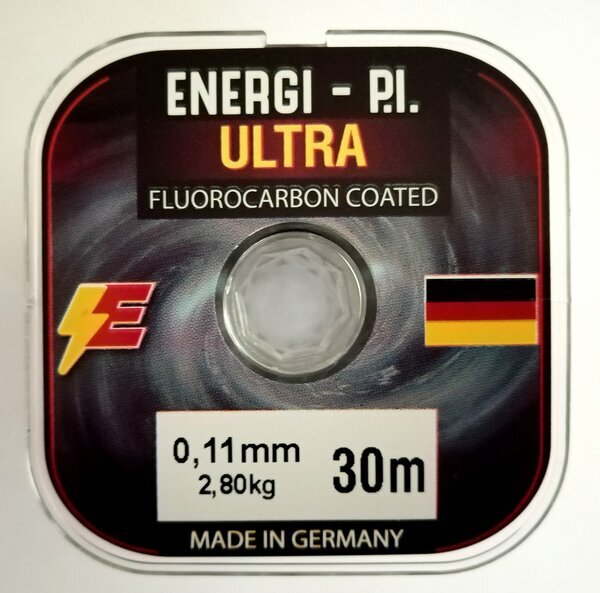 ENERGI - P.I.
ULTRA
FLUOROCARBON COATED
E
0,11mm
2,80kg
30m
MADE IN GERMANY